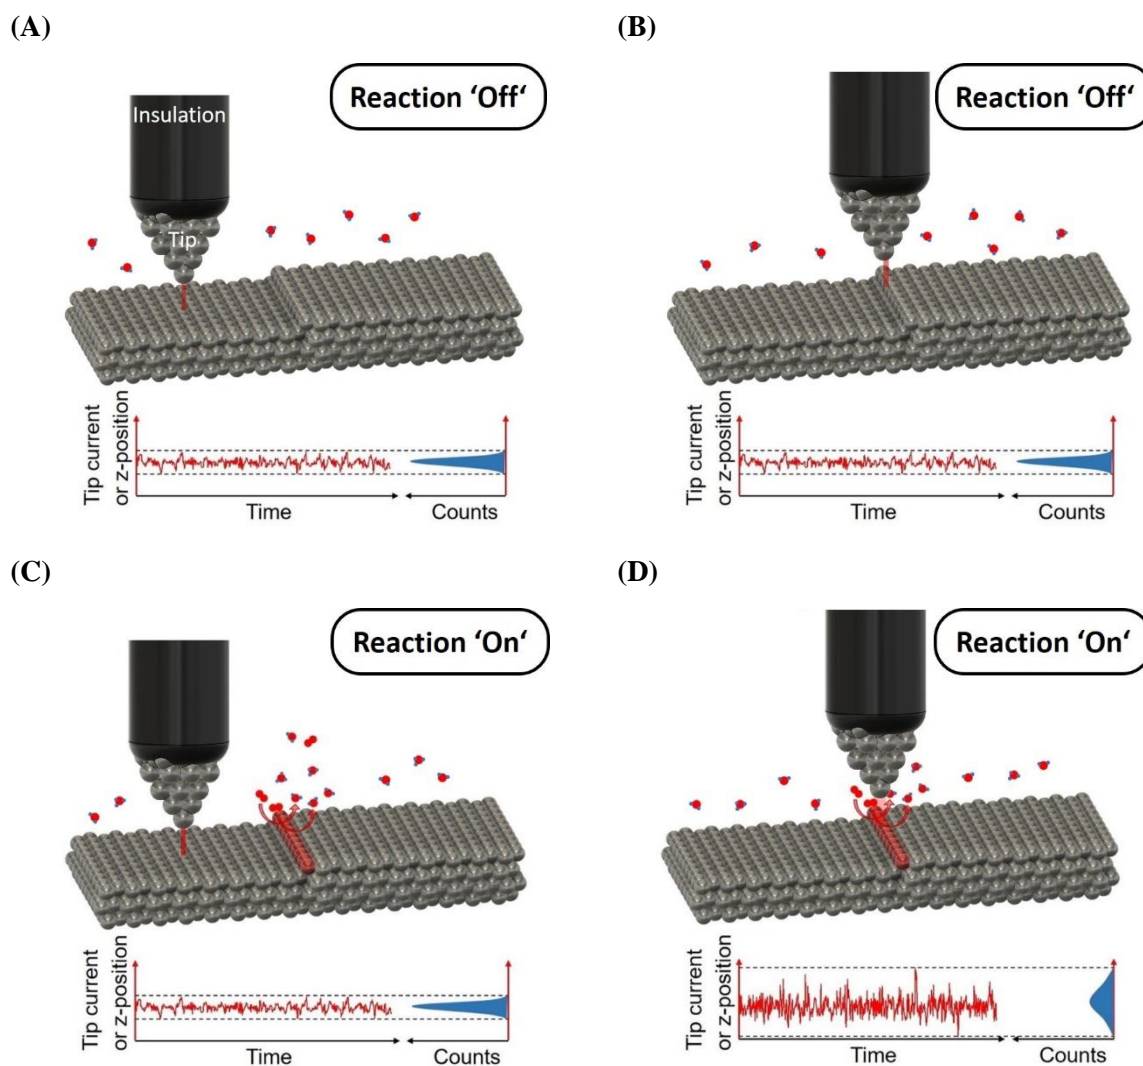 (A)
Reaction 'Off'
Insulation
Tip
Tip current
or z-position
Time
Counts
(B)
Reaction 'Off'
Tip current
or z-position
Time
Counts
(C)
Reaction 'On'
Tip current
or z-position
Time
Counts
(D)
Reaction 'On'
Tip current
or z-position
Time
Counts